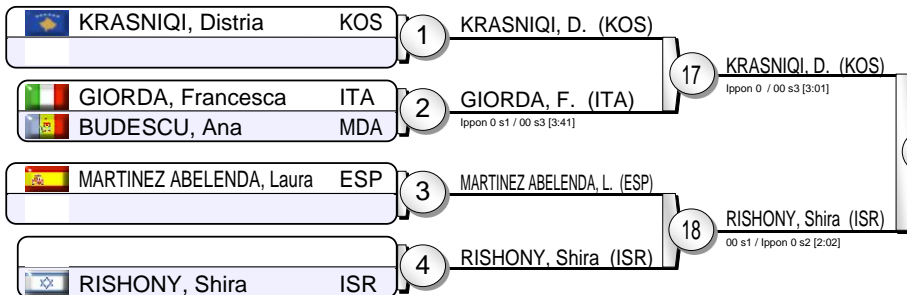 KRASNIQI, Distria KOS
1
KRASNIQI, D. (KOS)
17
KRASNIQI, D. (KOS)
Ippon 0 / 00 s3 [3:01]
GIORDA, Francesca ITA
BUDESCU, Ana MDA
2
GIORDA, F. (ITA)
Ippon 0 s1 / 00 s3 [3:41]
MARTINEZ ABELENDA, Laura ESP
3
MARTINEZ ABELENDA, L. (ESP)
18
RISHONY, Shira (ISR)
00 s1 / Ippon 0 s2 [2:02]
4
RISHONY, Shira (ISR)
RISHONY, Shira ISR